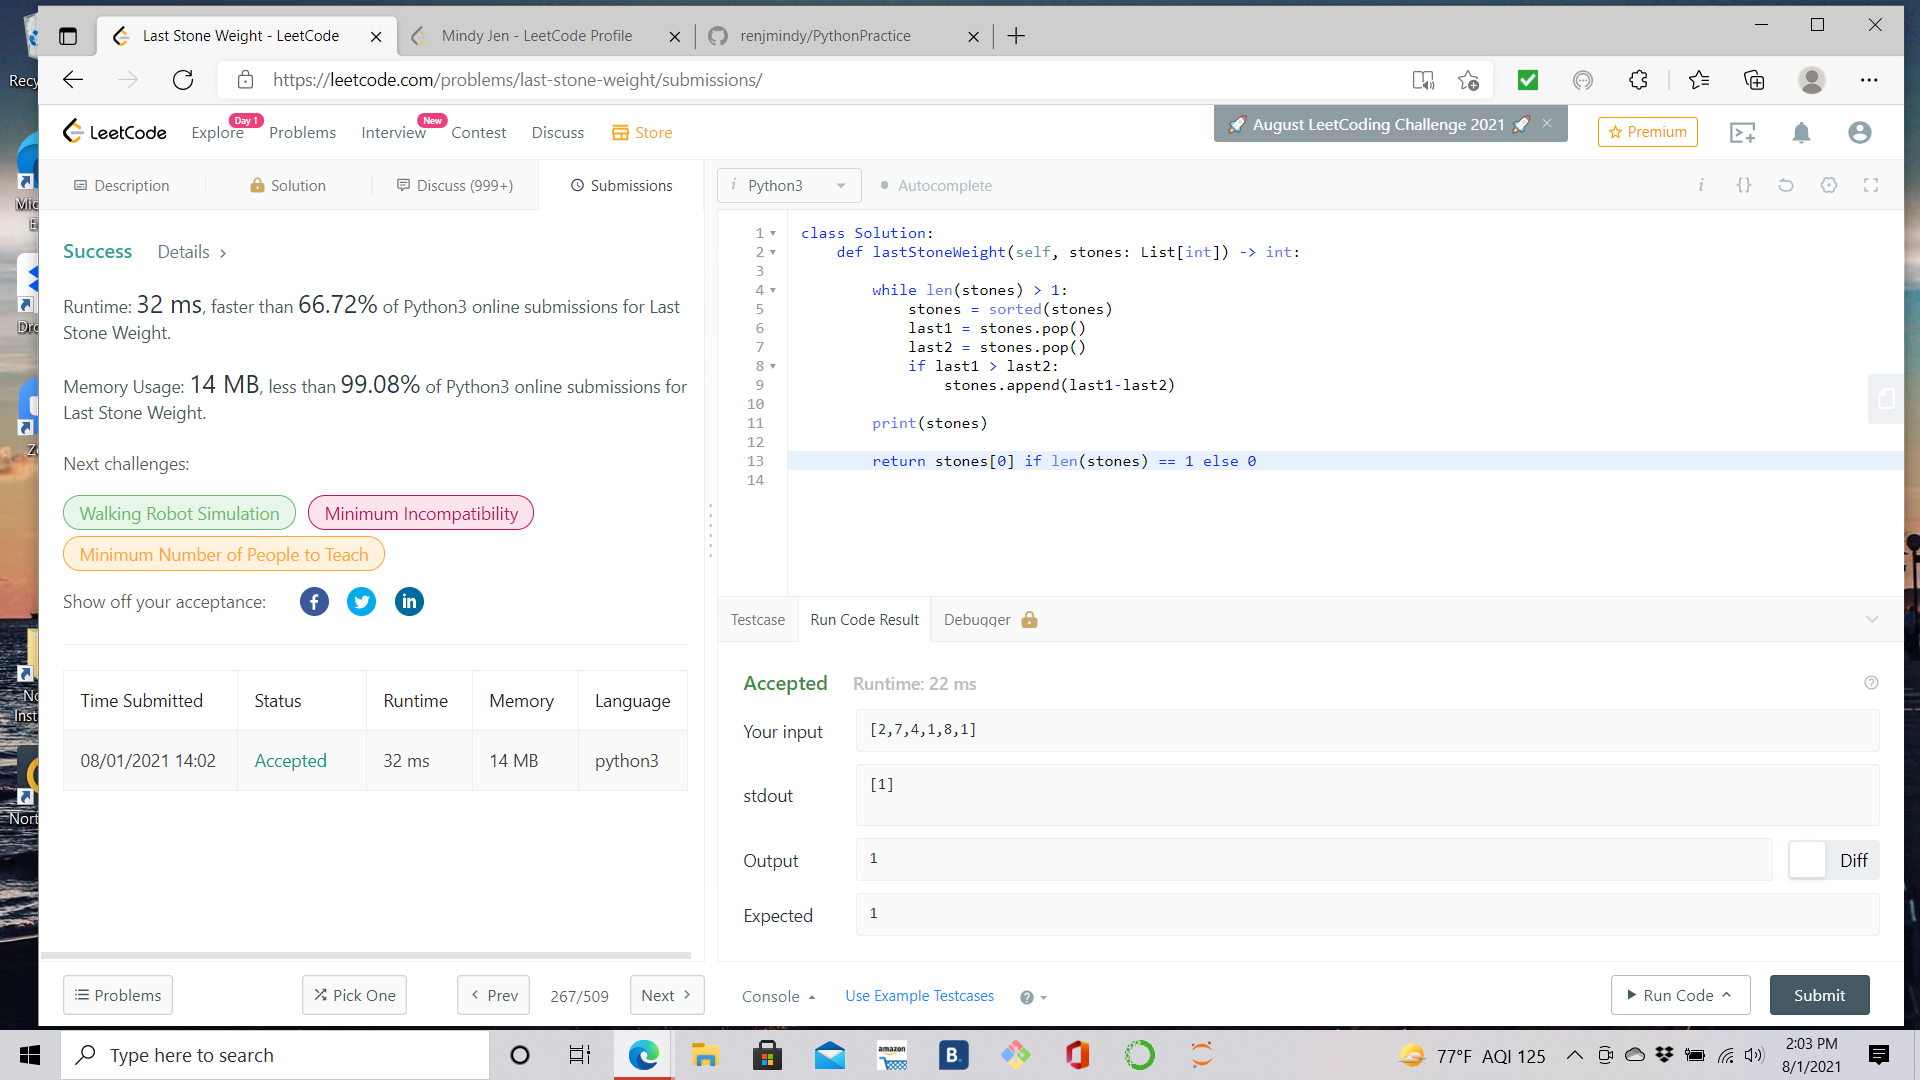 Last Stone Weight - LeetCode
Mindy Jen - LeetCode Profile
renjmindy/PythonPractice
https://leetcode.com/problems/last-stone-weight/submissions/
LeetCode
Explore
Day 1
Problems
Interview
New
Contest
Discuss
Store
🚀 August LeetCoding Challenge 2021 🚀
Premium
Description
Solution
Discuss (999+)
Submissions
i Python3
Autocomplete
Success
Details
Runtime: 32 ms, faster than 66.72% of Python3 online submissions for Last
Stone Weight.
Memory Usage: 14 MB, less than 99.08% of Python3 online submissions for
Last Stone Weight.
Next challenges:
Walking Robot Simulation
Minimum Incompatibility
Minimum Number of People to Teach
Show off your acceptance:
Time Submitted Status Runtime Memory Language
08/01/2021 14:02 Accepted 32 ms 14 MB python3
1 class Solution:
2 def lastStoneWeight(self, stones: List[int]) -> int:
3
4 while len(stones) > 1:
5 stones = sorted(stones)
6 last1 = stones.pop()
7 last2 = stones.pop()
8 if last1 > last2:
9 stones.append(last1-last2)
10
11 print(stones)
12
13 return stones[0] if len(stones) == 1 else 0
14
Testcase
Run Code Result
Debugger
Accepted
Runtime: 22 ms
Your input
[2,7,4,1,8,1]
stdout
[1]
Output
1
Diff
Expected
1
Problems
Pick One
Prev
267/509
Next
Console
Use Example Testcases
Run Code
Submit
Type here to search
amazon
B.
77°F AQI 125
2:03 PM
8/1/2021